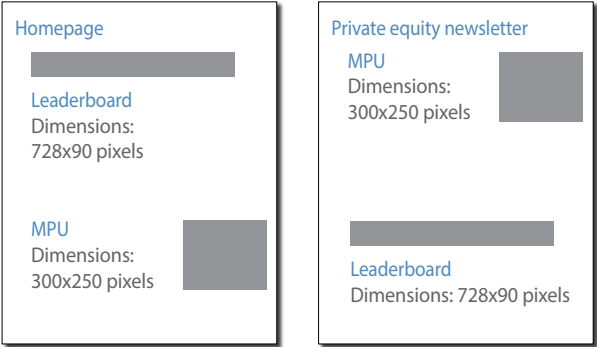 Homepage
Leaderboard
Dimensions:
728x90 pixels
MPU
Dimensions:
300x250 pixels
Private equity newsletter
MPU
Dimensions:
300x250 pixels
Leaderboard
Dimensions: 728x90 pixels